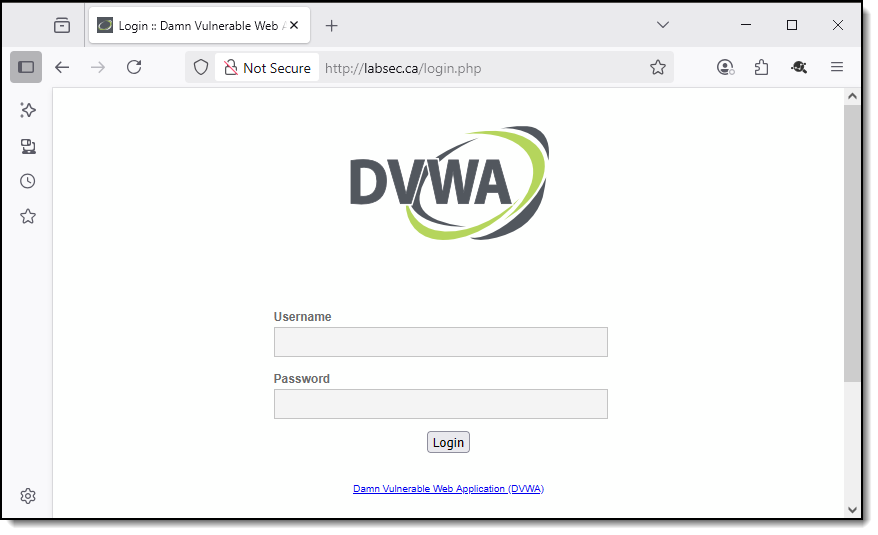 Login :: Damn Vulnerable Web A
Not Secure http://labsec.ca/login.php
DVWA
Username
Password
Login
Damn Vulnerable Web Application (DVWA)